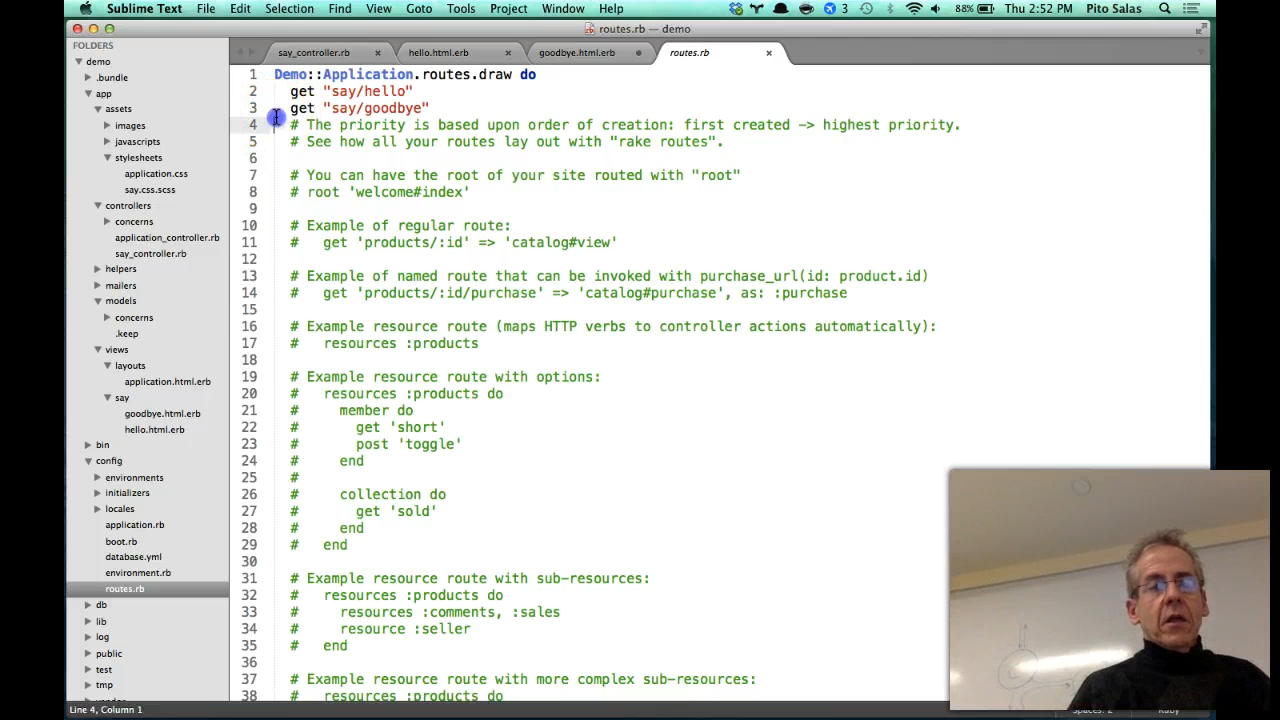 Sublime Text File Edit Selection Find View Goto Tools Project Window Help 3 88% Thu 2:52 PM Pito Salas
routes.rb — demo
FOLDERS
demo
.bundle
app
assets
images
javascripts
stylesheets
application.css
say.css.scss
controllers
concerns
application_controller.rb
say_controller.rb
helpers
mailers
models
concerns
.keep
views
layouts
application.html.erb
say
goodbye.html.erb
hello.html.erb
bin
config
environments
initializers
locales
application.rb
boot.rb
database.yml
environment.rb
routes.rb
db
lib
log
public
test
tmp
say_controller.rb hello.html.erb goodbye.html.erb routes.rb
1 Demo::Application.routes.draw do
2 get "say/hello"
3 get "say/goodbye"
4 # The priority is based upon order of creation: first created -> highest priority.
5 # See how all your routes lay out with "rake routes".
6
7 # You can have the root of your site routed with "root"
8 # root 'welcome#index'
9
10 # Example of regular route:
11 # get 'products/:id' => 'catalog#view'
12
13 # Example of named route that can be invoked with purchase_url(id: product.id)
14 # get 'products/:id/purchase' => 'catalog#purchase', as: :purchase
15
16 # Example resource route (maps HTTP verbs to controller actions automatically):
17 # resources :products
18
19 # Example resource route with options:
20 # resources :products do
21 # member do
22 # get 'short'
23 # post 'toggle'
24 # end
25 #
26 # collection do
27 # get 'sold'
28 # end
29 # end
30
31 # Example resource route with sub-resources:
32 # resources :products do
33 # resources :comments, :sales
34 # resource :seller
35 # end
36
37 # Example resource route with more complex sub-resources:
38 # resources :products do
Line 4, Column 1